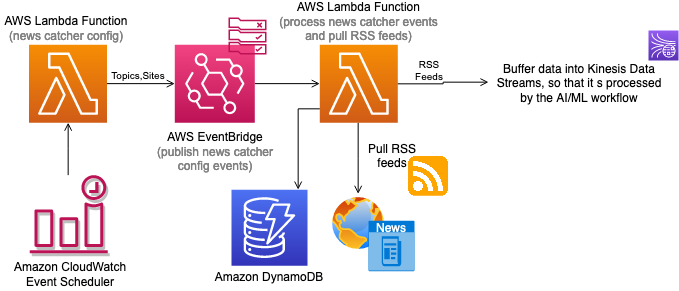 AWS Lambda Function
(news catcher config)
AWS Lambda Function
(process news catcher events
and pull RSS feeds)
Topics,Sites
RSS
Feeds
Buffer data into Kinesis Data
Streams, so that it s processed
by the AI/ML workflow
AWS EventBridge
(publish news catcher
config events)
Pull RSS
feeds
News
Amazon CloudWatch
Event Scheduler
Amazon DynamoDB